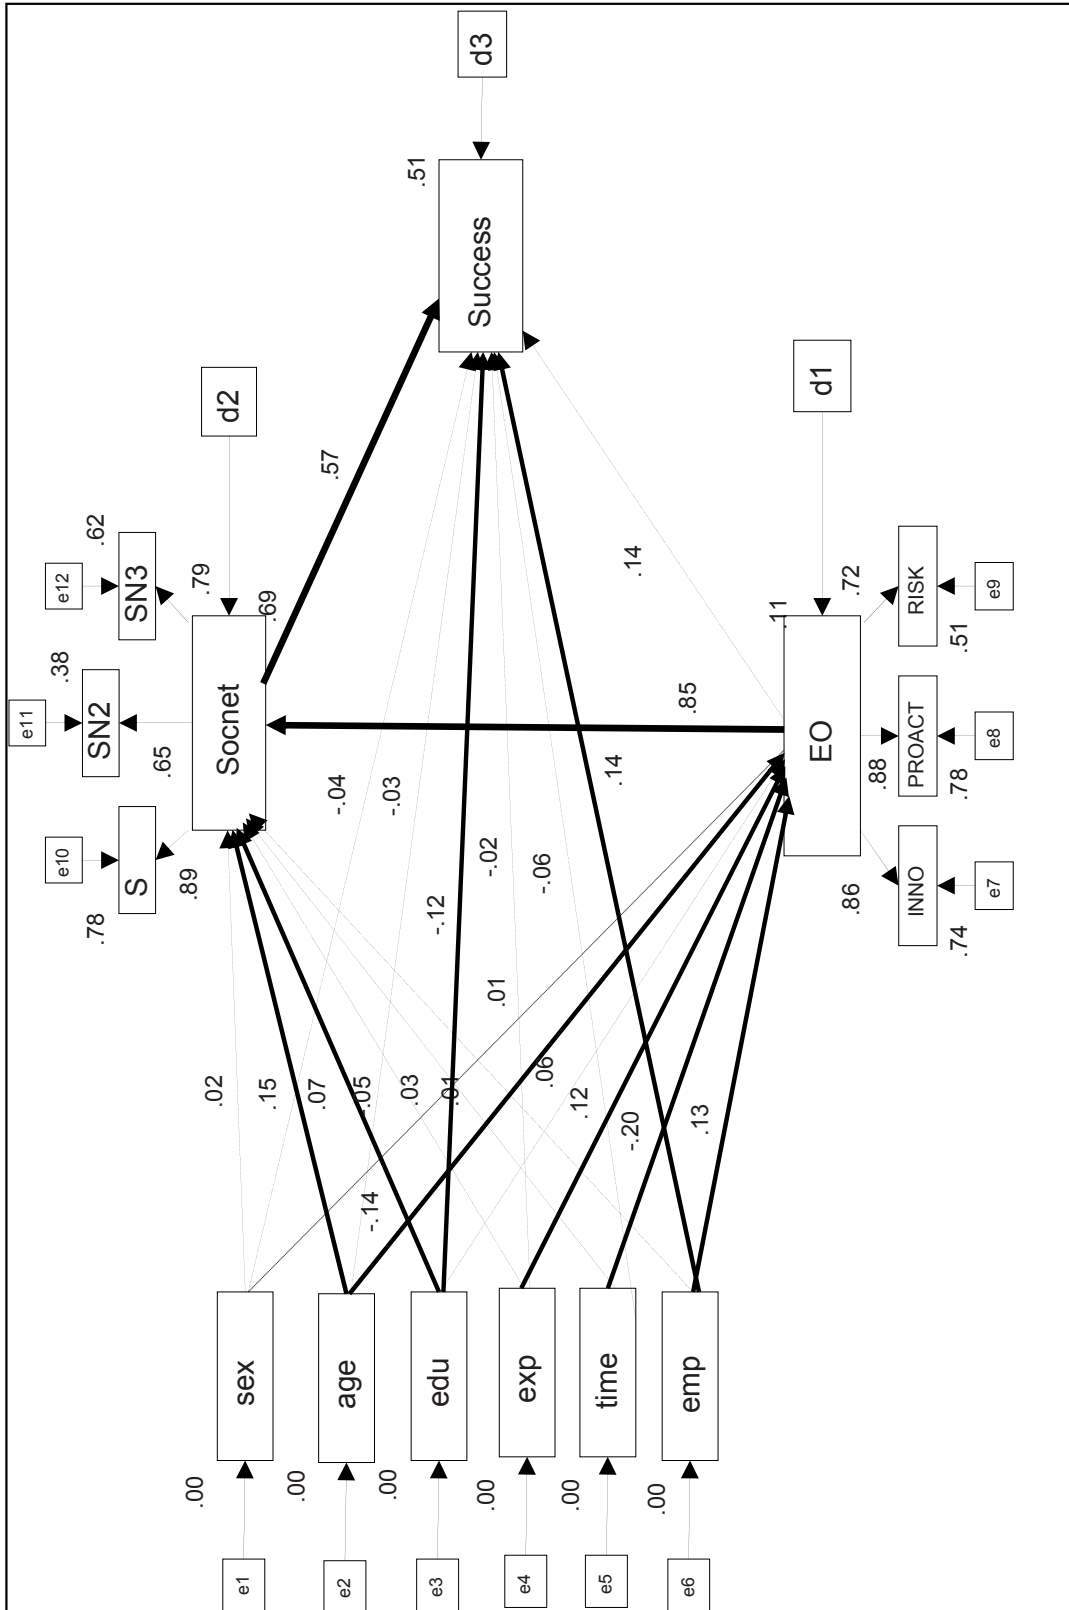 e1
e2
e3
e4
e5
e6
.00
.00
.00
.00
.00
.00
sex
age
edu
exp
time
emp
.02
.15
.07
.05
.03
.01
-.14
.01
.06
.12
-.20
.13
-.04
-.03
-.12
-.02
-.06
.14
.14
.57
.85
e10
e11
e12
.78
.38
.62
S
SN2
SN3
.89
.65
.79
Socnet
.69
d2
Success
.51
d3
EO
.11
d1
.86
.88
.72
INNO
PROACT
RISK
.74
.78
.51
e7
e8
e9